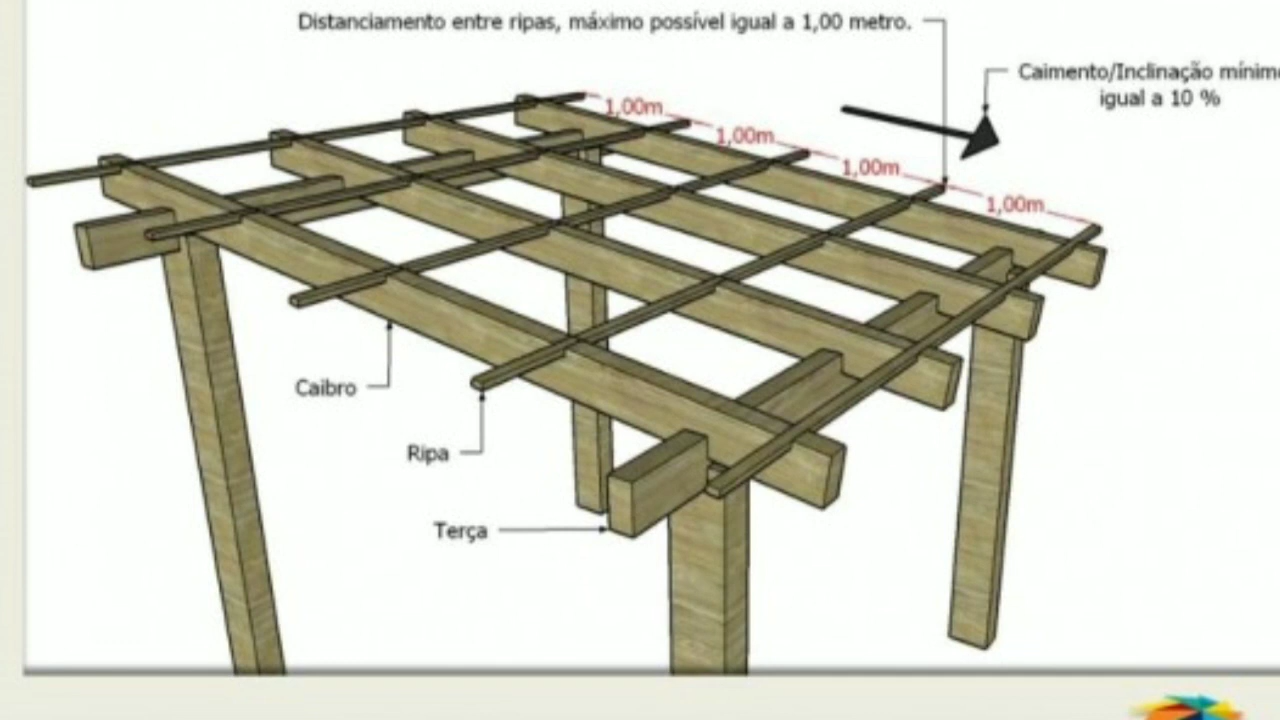 Distanciamento entre ripas, máximo possível igual a 1,00 metro.
Caimento/Inclinação mínim
igual a 10 %
1,00m
1,00m
1,00m
1,00m
Caibro
Ripa
Terça